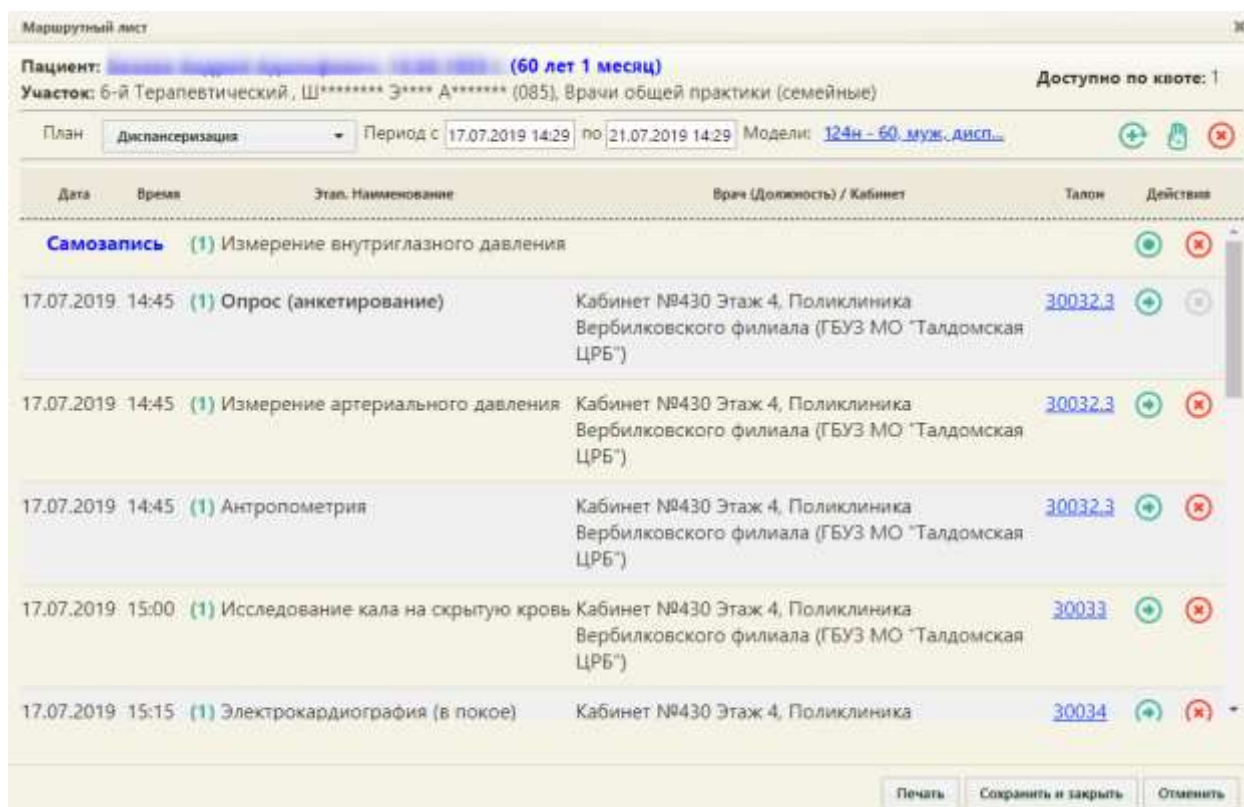 Маршрутный лист
Пациент: (60 лет 1 месяц)
Доступно по квоте: 1
Участок: 6-й Терапевтический, Ш******** Э**** А******* (085), Врачи общей практики (семейные)
План Диспансеризация Период с 17.07.2019 14:29 по 21.07.2019 14:29 Модели: 124н - 60, муж, дисп...
Дата Время Этап. Наименование Врач (Должность) / Кабинет Талон Действия
Самозапись (1) Измерение внутриглазного давления
17.07.2019 14:45 (1) Опрос (анкетирование) Кабинет №430 Этаж 4, Поликлиника 30032.3
Вербилковского филиала (ГБУЗ МО "Талдомская
ЦРБ")
17.07.2019 14:45 (1) Измерение артериального давления Кабинет №430 Этаж 4, Поликлиника 30032.3
Вербилковского филиала (ГБУЗ МО "Талдомская
ЦРБ")
17.07.2019 14:45 (1) Антропометрия Кабинет №430 Этаж 4, Поликлиника 30032.3
Вербилковского филиала (ГБУЗ МО "Талдомская
ЦРБ")
17.07.2019 15:00 (1) Исследование кала на скрытую кровь Кабинет №430 Этаж 4, Поликлиника 30033
Вербилковского филиала (ГБУЗ МО "Талдомская
ЦРБ")
17.07.2019 15:15 (1) Электрокардиография (в покое) Кабинет №430 Этаж 4, Поликлиника 30034
Печать Сохранить и закрыть Отменить